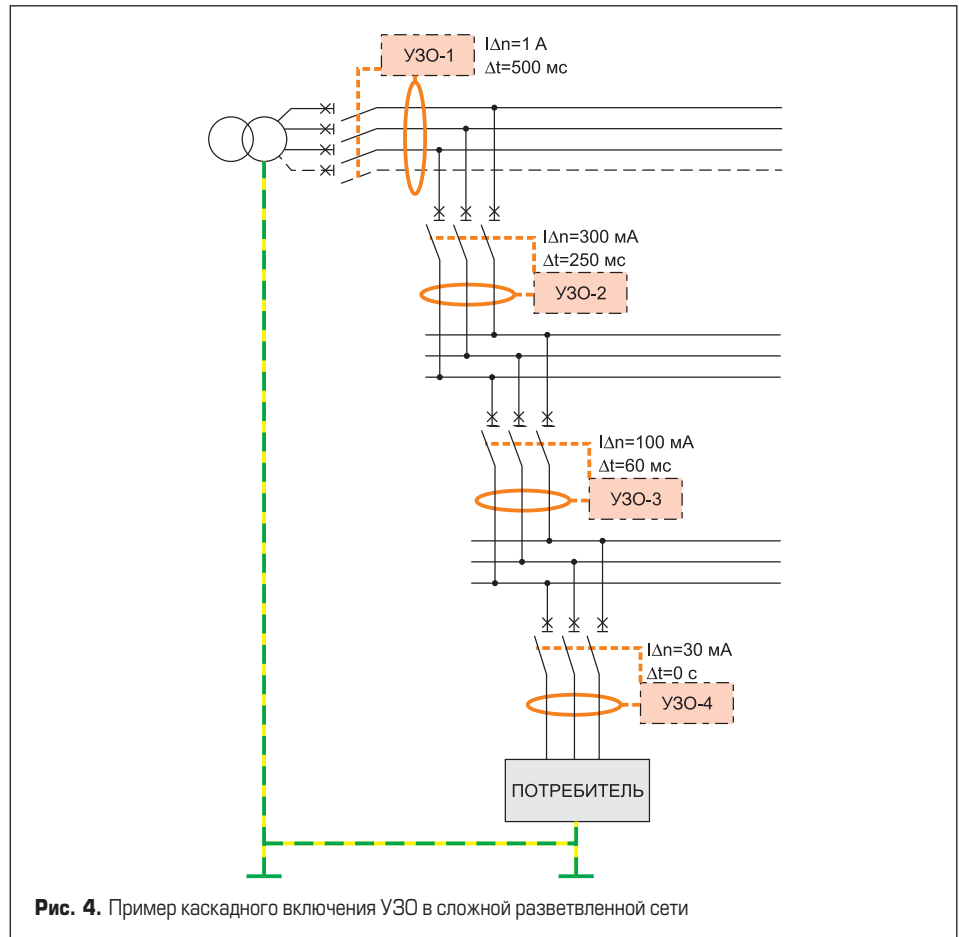 УЗО-1
IΔn=1 А
Δt=500 мс
IΔn=300 мА
Δt=250 мс
УЗО-2
IΔn=100 мА
Δt=60 мс
УЗО-3
IΔn=30 мА
Δt=0 с
УЗО-4
ПОТРЕБИТЕЛЬ
Рис. 4. Пример каскадного включения УЗО в сложной разветвленной сети